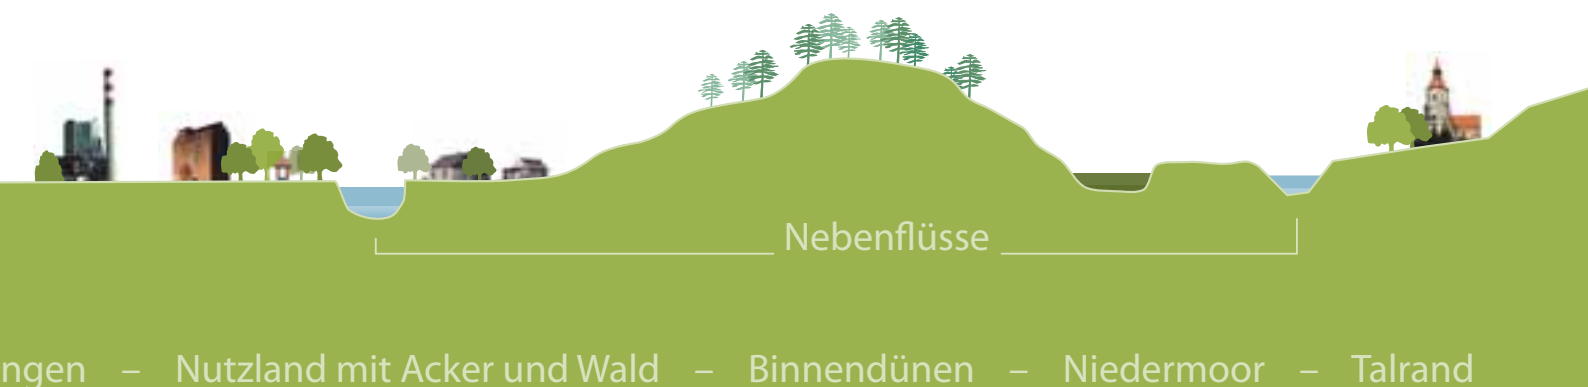 Nebenflüsse
ngen – Nutzland mit Acker und Wald – Binnendünen – Niedermoor – Talrand